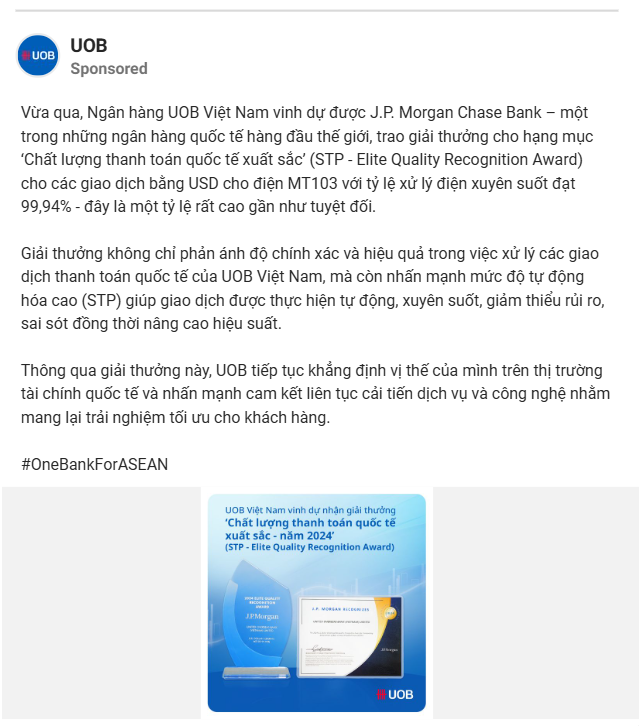 UOB
UOB
Sponsored
Vừa qua, Ngân hàng UOB Việt Nam vinh dự được J.P. Morgan Chase Bank – một
trong những ngân hàng quốc tế hàng đầu thế giới, trao giải thưởng cho hạng mục
‘Chất lượng thanh toán quốc tế xuất sắc’ (STP - Elite Quality Recognition Award)
cho các giao dịch bằng USD cho điện MT103 với tỷ lệ xử lý điện xuyên suốt đạt
99,94% - đây là một tỷ lệ rất cao gần như tuyệt đối.
Giải thưởng không chỉ phản ánh độ chính xác và hiệu quả trong việc xử lý các giao
dịch thanh toán quốc tế của UOB Việt Nam, mà còn nhấn mạnh mức độ tự động
hóa cao (STP) giúp giao dịch được thực hiện tự động, xuyên suốt, giảm thiểu rủi ro,
sai sót đồng thời nâng cao hiệu suất.
Thông qua giải thưởng này, UOB tiếp tục khẳng định vị thế của mình trên thị trường
tài chính quốc tế và nhấn mạnh cam kết liên tục cải tiến dịch vụ và công nghệ nhằm
mang lại trải nghiệm tối ưu cho khách hàng.
#OneBankForASEAN
UOB Việt Nam vinh dự nhận giải thưởng
‘Chất lượng thanh toán quốc tế
xuất sắc - năm 2024’
(STP - Elite Quality Recognition Award)
ELITE QUALITY
RECOGNITION
AWARD
J.P.Morgan
J.P. MORGAN RECOGNIZES
J.P.Morgan
UOB